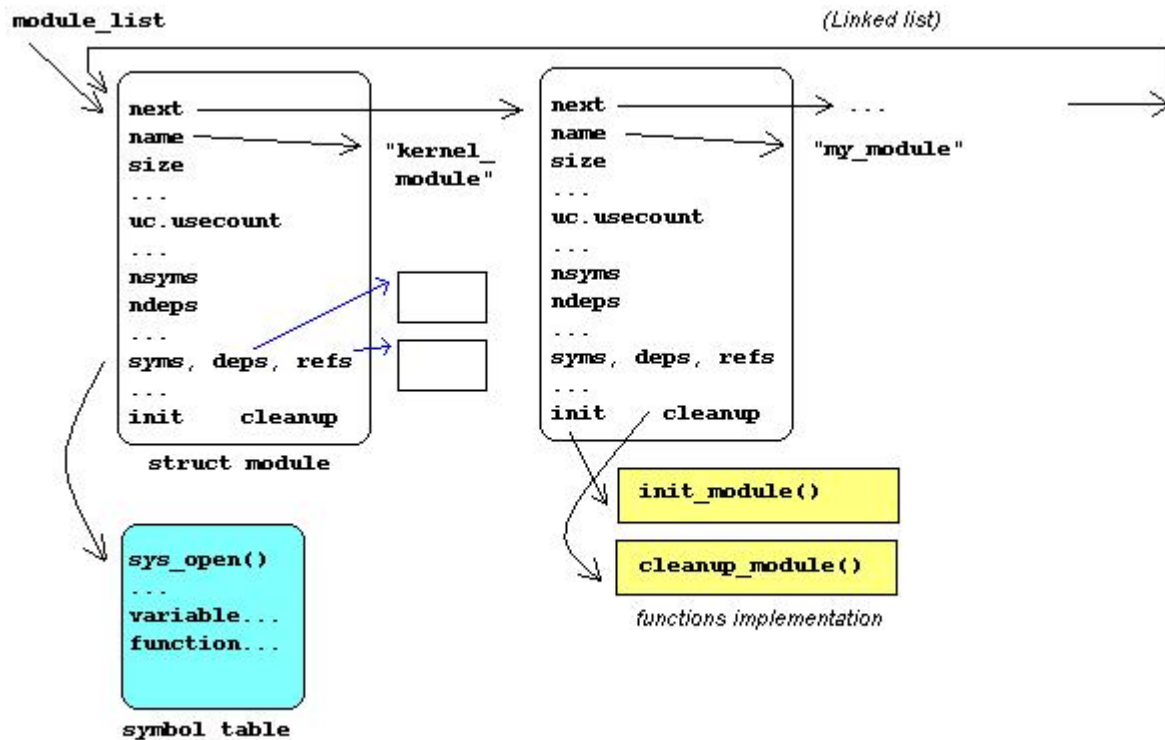 module_list
(Linked list)
next
name
size
...
uc.usecount
...
nsyms
ndeps
...
syms, deps, refs
...
init cleanup
struct module
"kernel_
module"
next
name
size
...
uc.usecount
...
nsyms
ndeps
...
syms, deps, refs
...
init cleanup
...
"my_module"
init_module()
cleanup_module()
functions implementation
sys_open()
...
variable...
function...
symbol table